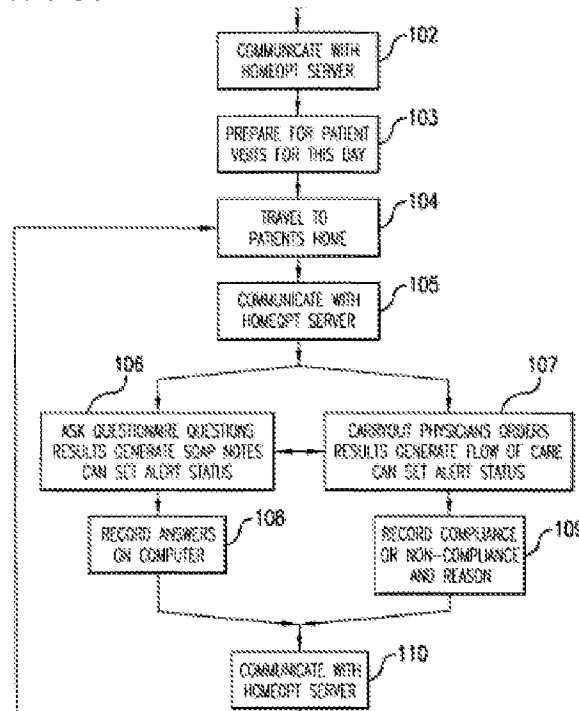 102
COMMUNICATE WITH
HOMEOPT SERVER
103
PREPARE FOR PATIENT
VISITS FOR THIS DAY
104
TRAVEL TO
PATIENTS HOME
105
COMMUNICATE WITH
HOMEOPT SERVER
106
107
ASK QUESTIONAIRE QUESTIONS
RESULTS GENERATE SOAP NOTES
CAN SET ALERT STATUS
CARRYOUT PHYSICIANS ORDERS
RESULTS GENERATE FLOW OF CARE
CAN SET ALERT STATUS
108
RECORD ANSWERS
ON COMPUTER
109
RECORD COMPLIANCE
OR NON-COMPLIANCE
AND REASON
110
COMMUNICATE WITH
HOMEOPT SERVER